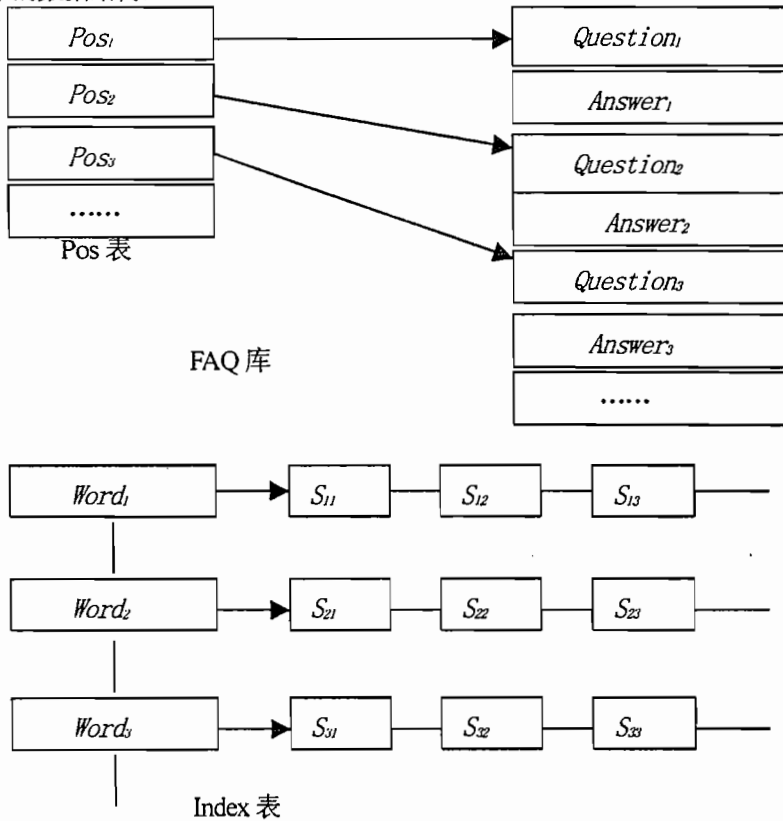 Pos₁ Question₁
Pos₂ Answer₁
Pos₃ Question₂
…… Answer₂
Pos 表 Question₃
FAQ 库 Answer₃
……
Word₁ S₁₁ S₁₂ S₁₃
Word₂ S₂₁ S₂₂ S₂₃
Word₃ S₃₁ S₃₂ S₃₃
Index 表